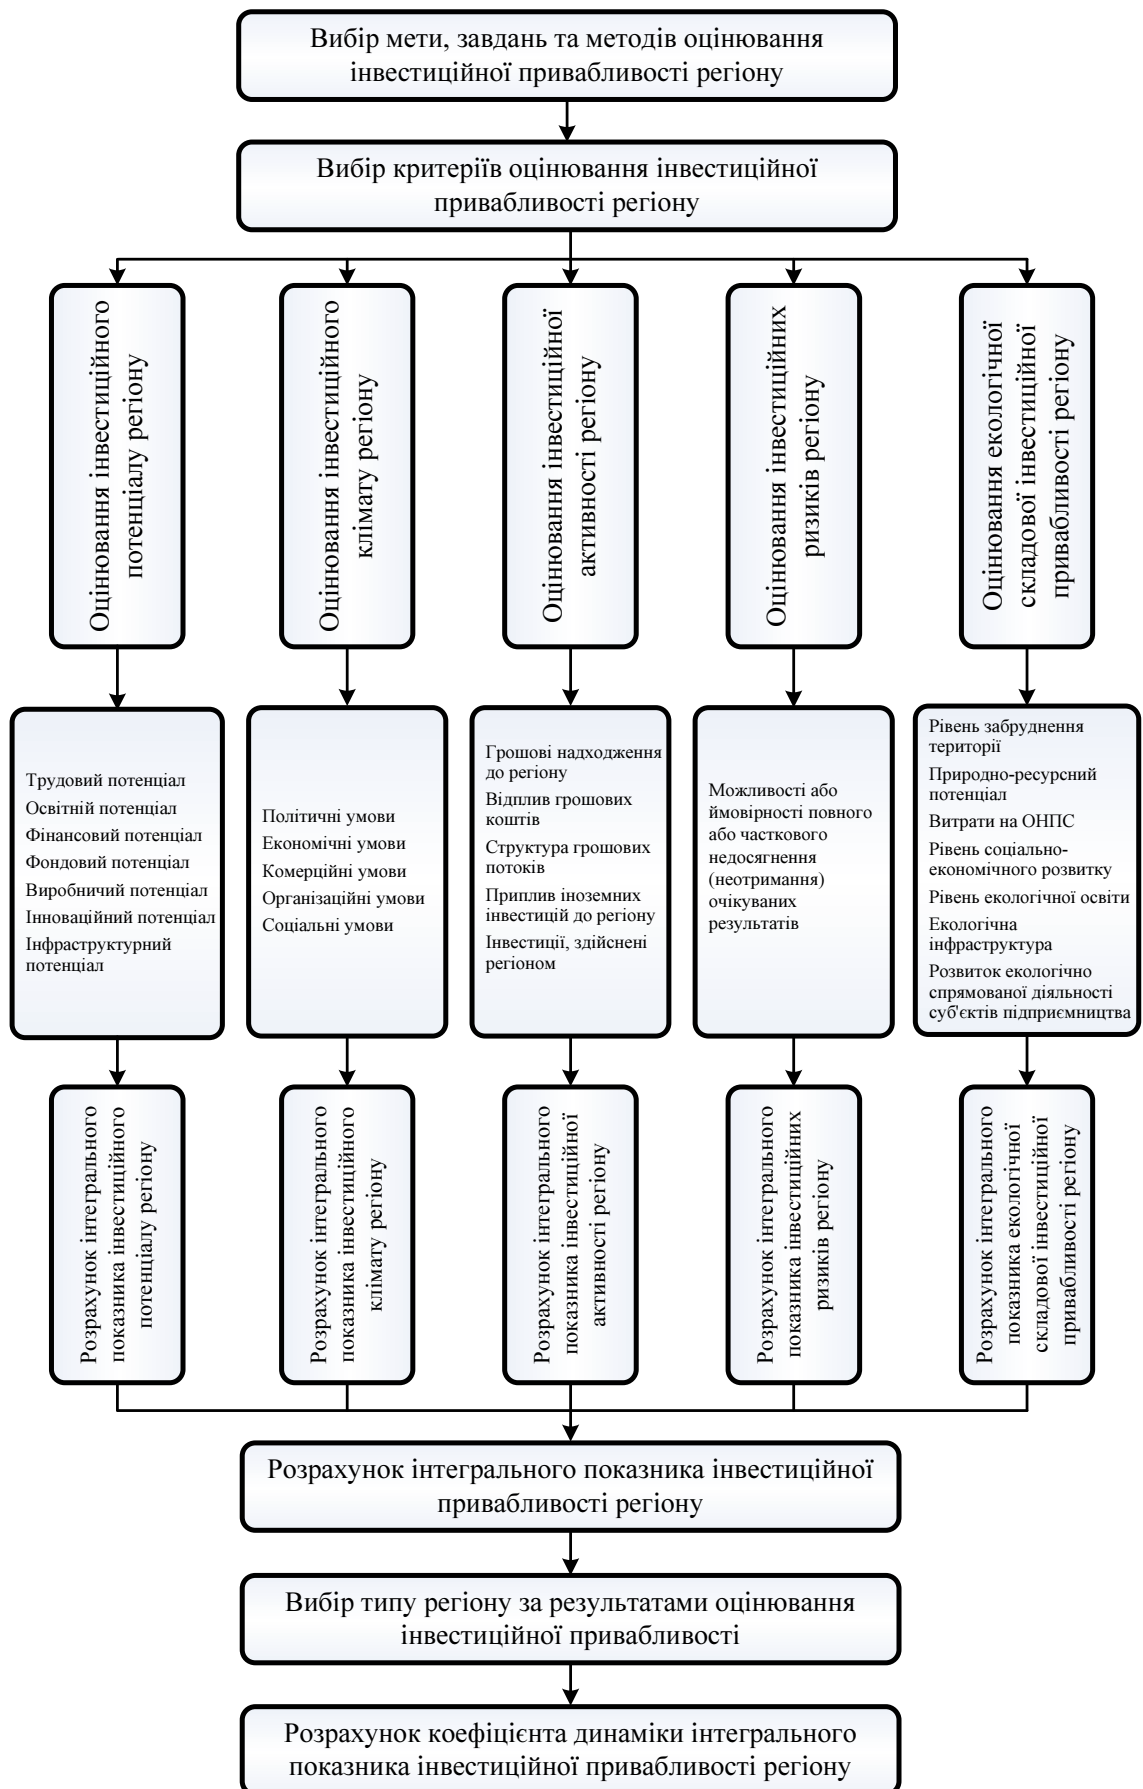 Вибір мети, завдань та методів оцінювання
інвестиційної привабливості регіону
Вибір критеріїв оцінювання інвестиційної
привабливості регіону
Оцінювання інвестиційного
потенціалу регіону
Оцінювання інвестиційного
клімату регіону
Оцінювання інвестиційної
активності регіону
Оцінювання інвестиційних
ризиків регіону
Оцінювання екологічної
складової інвестиційної
привабливості регіону
Трудовий потенціал
Освітній потенціал
Фінансовий потенціал
Фондовий потенціал
Виробничий потенціал
Інноваційний потенціал
Інфраструктурний
потенціал
Політичні умови
Економічні умови
Комерційні умови
Організаційні умови
Соціальні умови
Грошові надходження
до регіону
Відплив грошових
коштів
Структура грошових
потоків
Приплив іноземних
інвестицій до регіону
Інвестиції, здійснені
регіоном
Можливості або
ймовірності повного
або часткового
недосягнення
(неотримання)
очікуваних
результатів
Рівень забруднення
території
Природно-ресурсний
потенціал
Витрати на ОНПС
Рівень соціально-
економічного розвитку
Рівень екологічної освіти
Екологічна
інфраструктура
Розвиток екологічно
спрямованої діяльності
суб'єктів підприємництва
Розрахунок інтегрального
показника інвестиційного
потенціалу регіону
Розрахунок інтегрального
показника інвестиційного
клімату регіону
Розрахунок інтегрального
показника інвестиційної
активності регіону
Розрахунок інтегрального
показника інвестиційних
ризиків регіону
Розрахунок інтегрального
показника екологічної
складової інвестиційної
привабливості регіону
Розрахунок інтегрального показника інвестиційної
привабливості регіону
Вибір типу регіону за результатами оцінювання
інвестиційної привабливості
Розрахунок коефіцієнта динаміки інтегрального
показника інвестиційної привабливості регіону